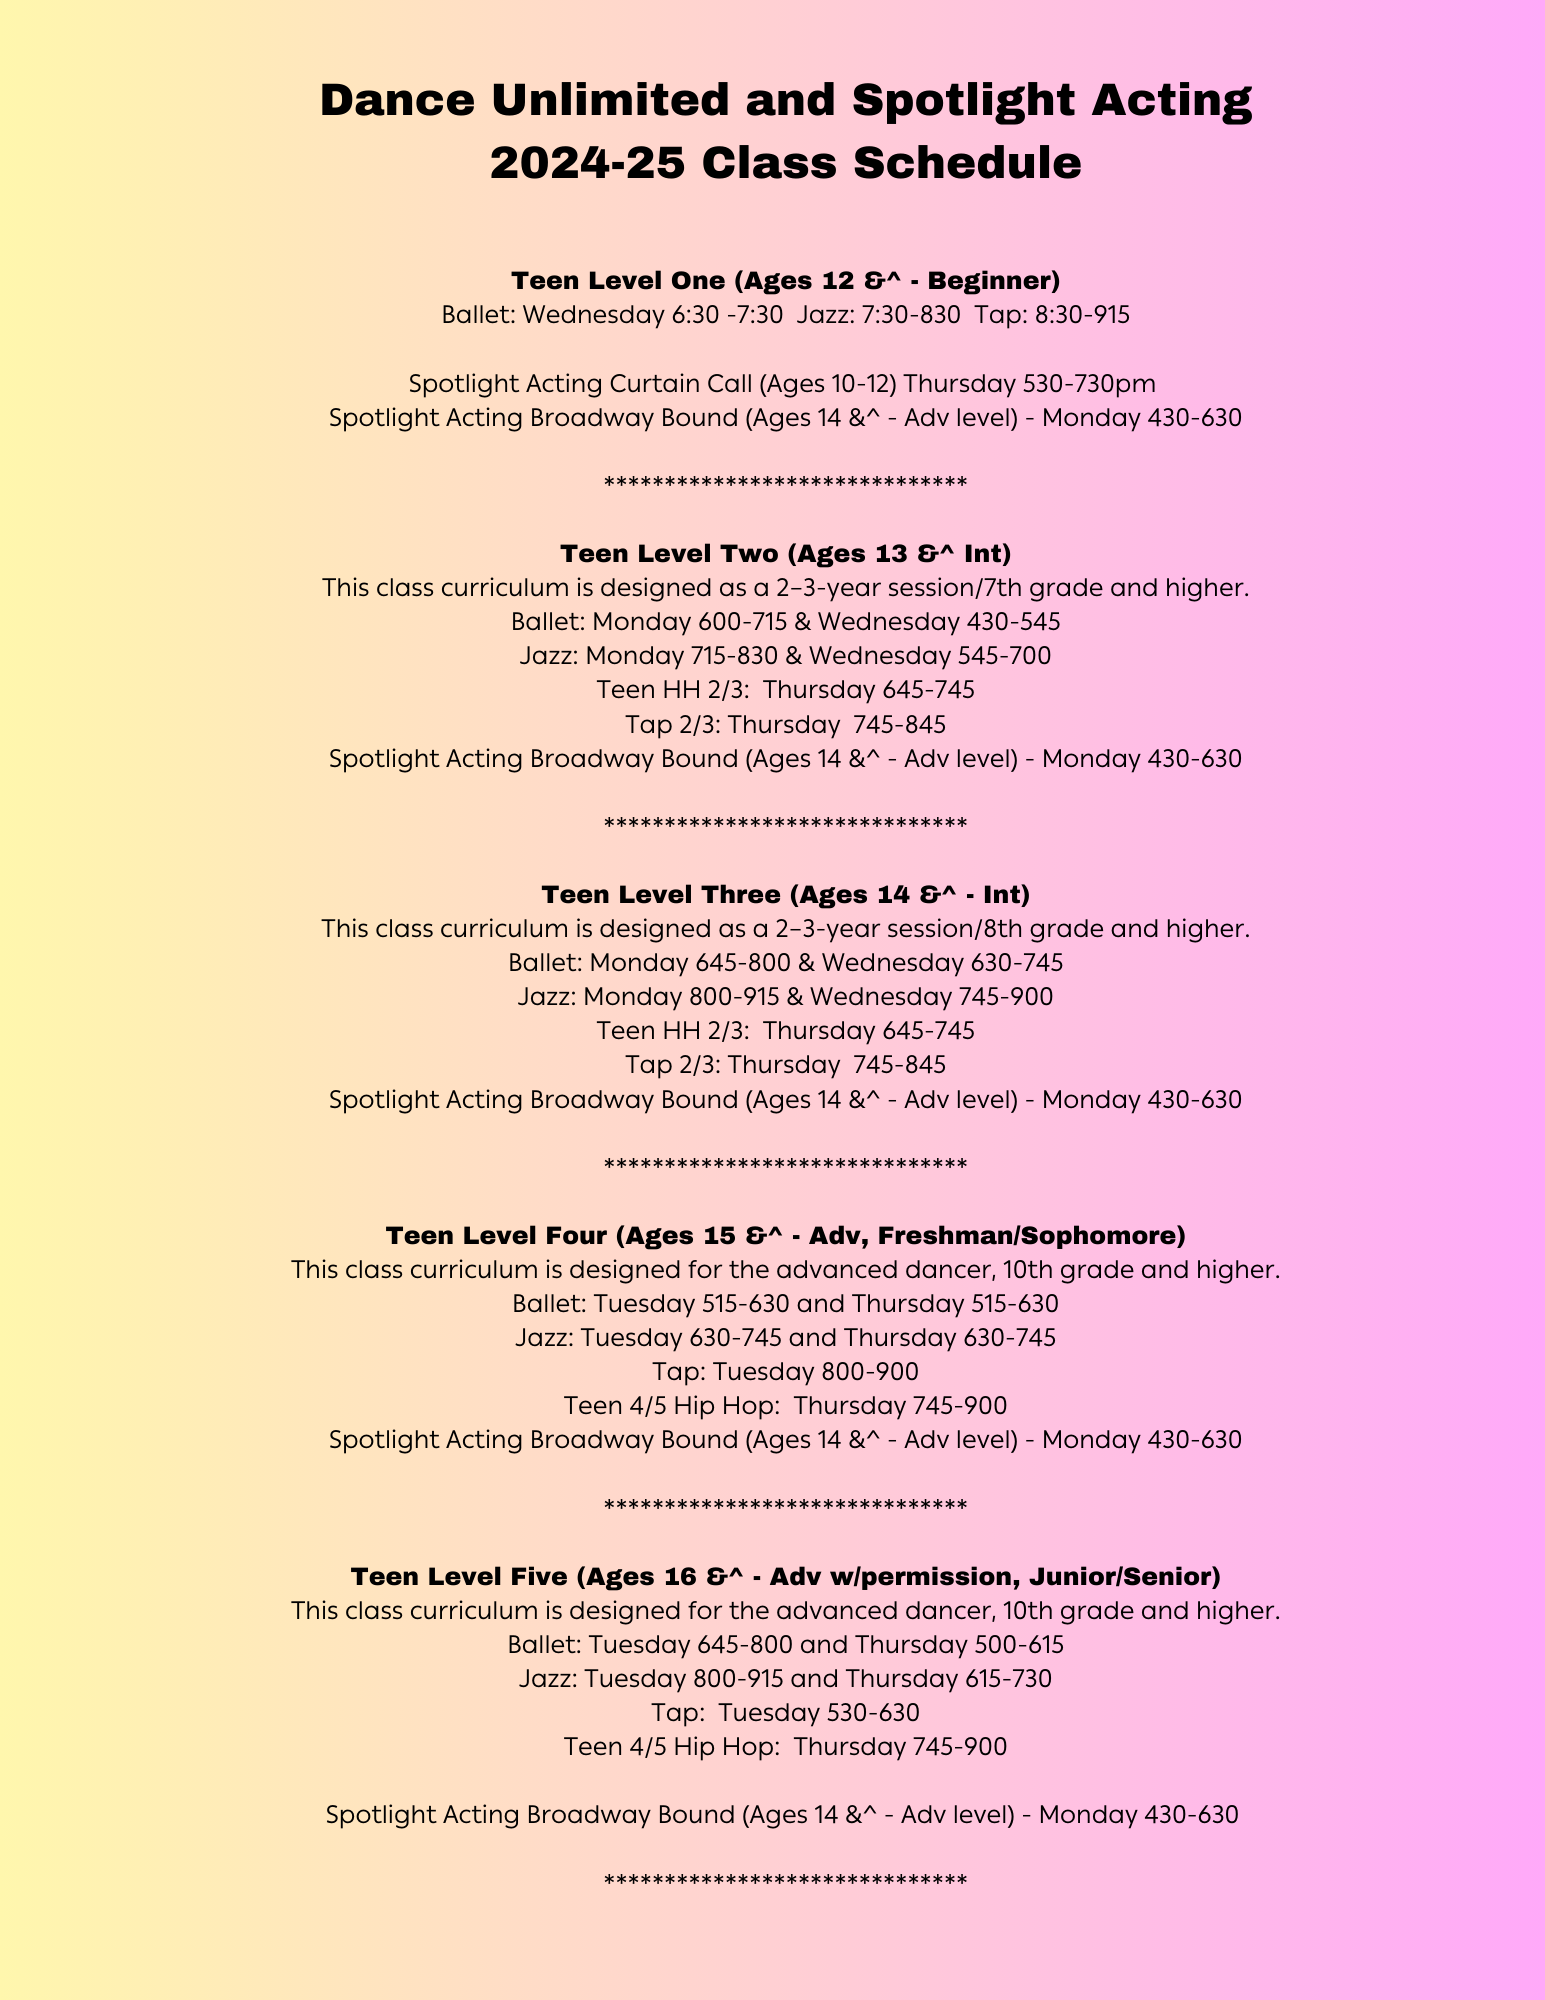 Dance Unlimited and Spotlight Acting
2024-25 Class Schedule
Teen Level One (Ages 12 &^ - Beginner)
Ballet: Wednesday 6:30 -7:30  Jazz: 7:30-830  Tap: 8:30-915
Spotlight Acting Curtain Call (Ages 10-12) Thursday 530-730pm
Spotlight Acting Broadway Bound (Ages 14 &^ - Adv level) - Monday 430-630
******************************
Teen Level Two (Ages 13 &^ Int)
This class curriculum is designed as a 2–3-year session/7th grade and higher.
Ballet: Monday 600-715 & Wednesday 430-545
Jazz: Monday 715-830 & Wednesday 545-700
Teen HH 2/3:  Thursday 645-745
Tap 2/3: Thursday  745-845
Spotlight Acting Broadway Bound (Ages 14 &^ - Adv level) - Monday 430-630
******************************
Teen Level Three (Ages 14 &^ - Int)
This class curriculum is designed as a 2–3-year session/8th grade and higher.
Ballet: Monday 645-800 & Wednesday 630-745
Jazz: Monday 800-915 & Wednesday 745-900
Teen HH 2/3:  Thursday 645-745
Tap 2/3: Thursday  745-845
Spotlight Acting Broadway Bound (Ages 14 &^ - Adv level) - Monday 430-630
******************************
Teen Level Four (Ages 15 &^ - Adv, Freshman/Sophomore)
This class curriculum is designed for the advanced dancer, 10th grade and higher.
Ballet: Tuesday 515-630 and Thursday 515-630
Jazz: Tuesday 630-745 and Thursday 630-745
Tap: Tuesday 800-900
Teen 4/5 Hip Hop:  Thursday 745-900
Spotlight Acting Broadway Bound (Ages 14 &^ - Adv level) - Monday 430-630
******************************
Teen Level Five (Ages 16 &^ - Adv w/permission, Junior/Senior)
This class curriculum is designed for the advanced dancer, 10th grade and higher.
Ballet: Tuesday 645-800 and Thursday 500-615
Jazz: Tuesday 800-915 and Thursday 615-730
Tap:  Tuesday 530-630
Teen 4/5 Hip Hop:  Thursday 745-900
Spotlight Acting Broadway Bound (Ages 14 &^ - Adv level) - Monday 430-630
******************************